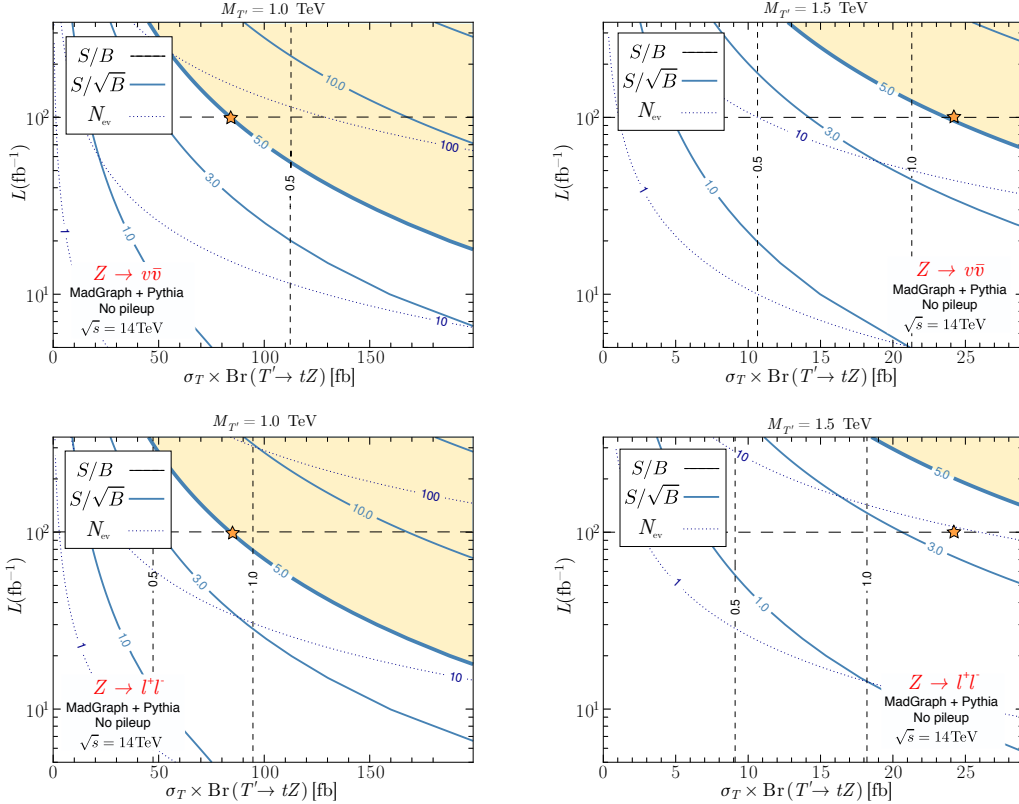 M_{T'} = 1.0 TeV
S/B
S/√B
N_ev
10.0
5.0
3.0
1.0
0.5
100
10
1
L(fb⁻¹)
10²
10¹
Z → νν̄
MadGraph + Pythia
No pileup
√s = 14TeV
0 50 100 150
σ_T × Br(T' → tZ) [fb]
M_{T'} = 1.5 TeV
S/B
S/√B
N_ev
5.0
3.0
1.0
0.5
1.0
10
1
L(fb⁻¹)
10²
10¹
Z → νν̄
MadGraph + Pythia
No pileup
√s = 14TeV
0 5 10 15 20 25
σ_T × Br(T' → tZ) [fb]
M_{T'} = 1.0 TeV
S/B
S/√B
N_ev
10.0
5.0
3.0
1.0
0.5
1.0
100
10
1
L(fb⁻¹)
10²
10¹
Z → l⁺l⁻
MadGraph + Pythia
No pileup
√s = 14TeV
0 50 100 150
σ_T × Br(T' → tZ) [fb]
M_{T'} = 1.5 TeV
S/B
S/√B
N_ev
5.0
3.0
1.0
0.5
1.0
10
1
L(fb⁻¹)
10²
10¹
Z → l⁺l⁻
MadGraph + Pythia
No pileup
√s = 14TeV
0 5 10 15 20 25
σ_T × Br(T' → tZ) [fb]